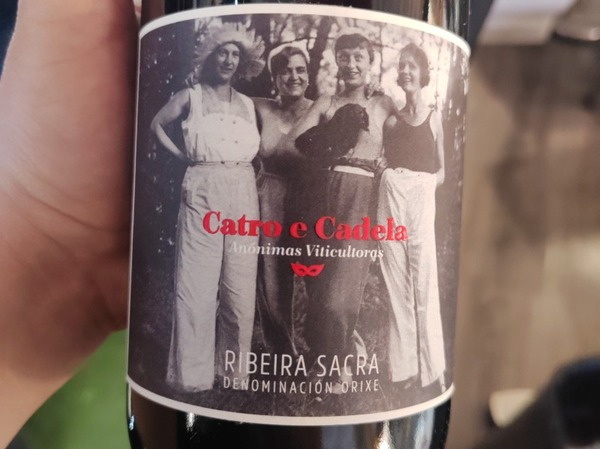 Catro e Cadela
Anónimas Viticultoras
RIBEIRA SACRA
DENOMINACIÓN ORIXE